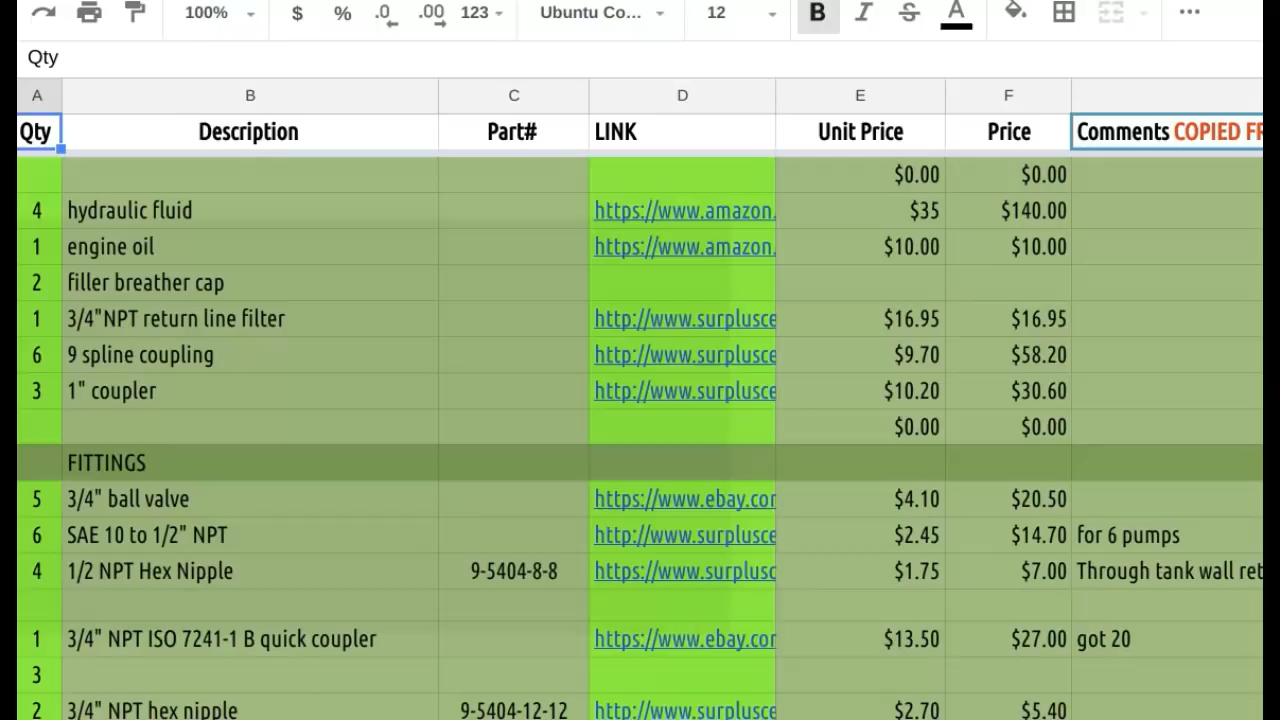 100% $ % .0 .00 123 Ubuntu Co... 12 B I S A ...
Qty
A B C D E F
Qty Description Part# LINK Unit Price Price Comments COPIED FR
$0.00 $0.00
4 hydraulic fluid https://www.amazon. $35 $140.00
1 engine oil https://www.amazon. $10.00 $10.00
2 filler breather cap
1 3/4"NPT return line filter http://www.surplusce $16.95 $16.95
6 9 spline coupling http://www.surplusce $9.70 $58.20
3 1" coupler http://www.surplusce $10.20 $30.60
$0.00 $0.00
FITTINGS
5 3/4" ball valve https://www.ebay.cor $4.10 $20.50
6 SAE 10 to 1/2" NPT http://www.surplusce $2.45 $14.70 for 6 pumps
4 1/2 NPT Hex Nipple 9-5404-8-8 https://www.surplusc $1.75 $7.00 Through tank wall ret
1 3/4" NPT ISO 7241-1 B quick coupler https://www.ebay.cor $13.50 $27.00 got 20
3
2 3/4" NPT hex nipple 9-5404-12-12 http://www.surplusce $2.70 $5.40